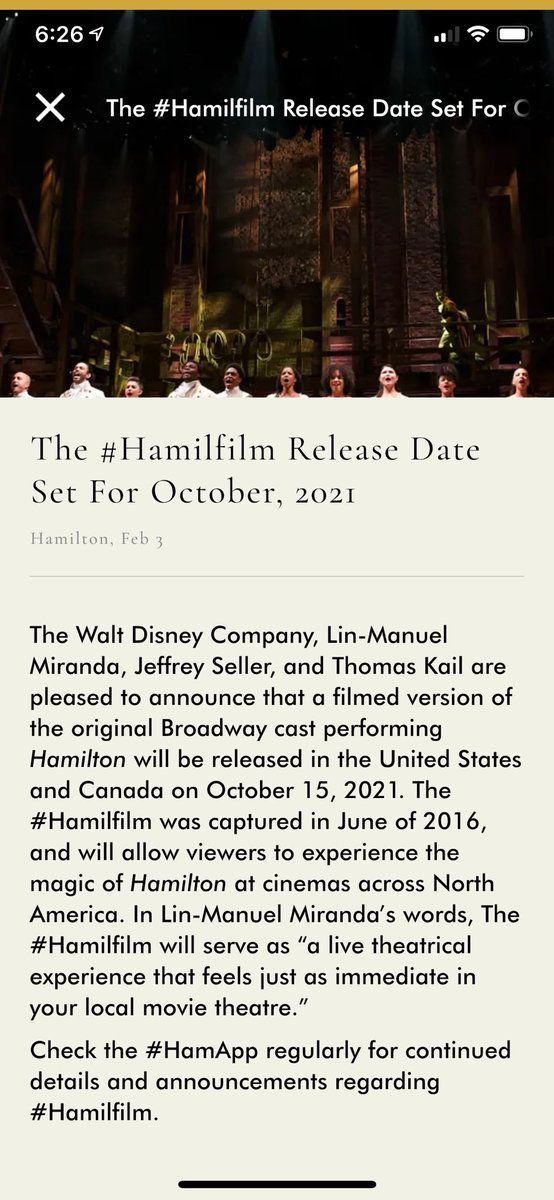 6:26
The #Hamilfilm Release Date Set For
The #Hamilfilm Release Date
Set For October, 2021
Hamilton, Feb 3
The Walt Disney Company, Lin-Manuel
Miranda, Jeffrey Seller, and Thomas Kail are
pleased to announce that a filmed version of
the original Broadway cast performing
Hamilton will be released in the United States
and Canada on October 15, 2021. The
#Hamilfilm was captured in June of 2016,
and will allow viewers to experience the
magic of Hamilton at cinemas across North
America. In Lin-Manuel Miranda’s words, The
#Hamilfilm will serve as “a live theatrical
experience that feels just as immediate in
your local movie theatre.”
Check the #HamApp regularly for continued
details and announcements regarding
#Hamilfilm.